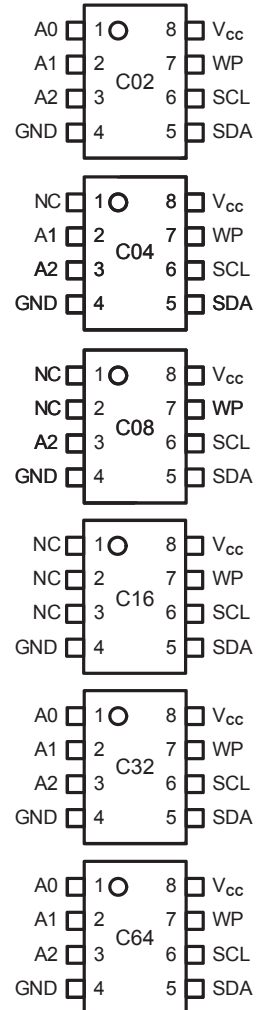 A0 1 8 Vcc
A1 2 7 WP
C02
A2 3 6 SCL
GND 4 5 SDA
NC 1 8 Vcc
A1 2 7 WP
C04
A2 3 6 SCL
GND 4 5 SDA
NC 1 8 Vcc
NC 2 7 WP
C08
A2 3 6 SCL
GND 4 5 SDA
NC 1 8 Vcc
NC 2 7 WP
C16
NC 3 6 SCL
GND 4 5 SDA
A0 1 8 Vcc
A1 2 7 WP
C32
A2 3 6 SCL
GND 4 5 SDA
A0 1 8 Vcc
A1 2 7 WP
C64
A2 3 6 SCL
GND 4 5 SDA